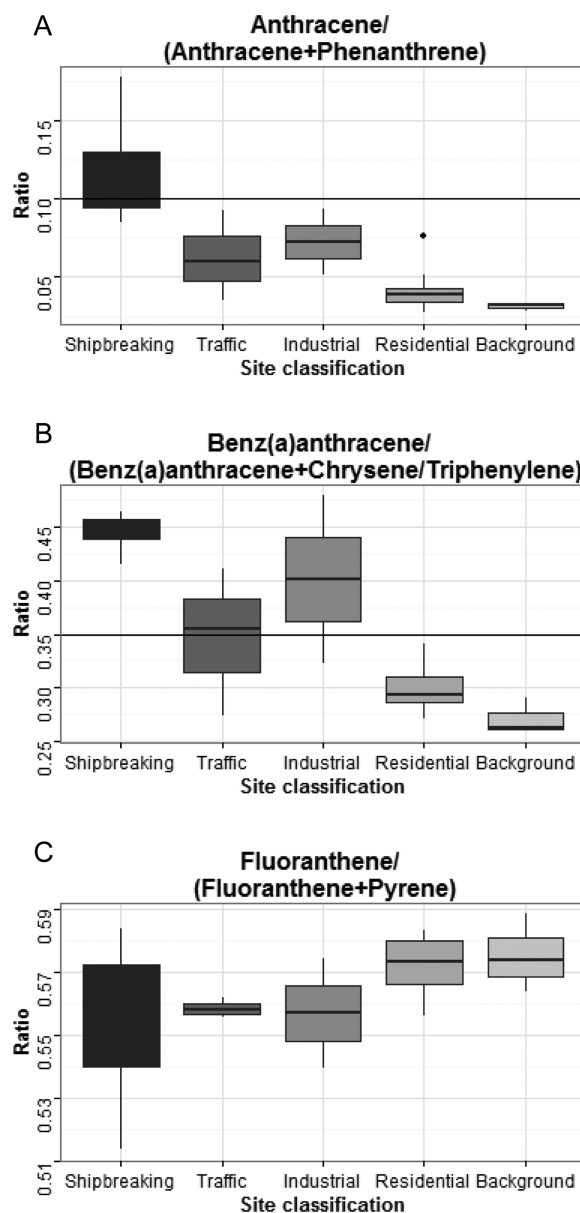 A
Anthracene/
(Anthracene+Phenanthrene)
Ratio
0.15
0.10
0.05
Shipbreaking Traffic Industrial Residential Background
Site classification
B
Benz(a)anthracene/
(Benz(a)anthracene+Chrysene/Triphenylene)
Ratio
0.45
0.40
0.35
0.30
0.25
Shipbreaking Traffic Industrial Residential Background
Site classification
C
Fluoranthene/
(Fluoranthene+Pyrene)
Ratio
0.59
0.57
0.55
0.53
0.51
Shipbreaking Traffic Industrial Residential Background
Site classification